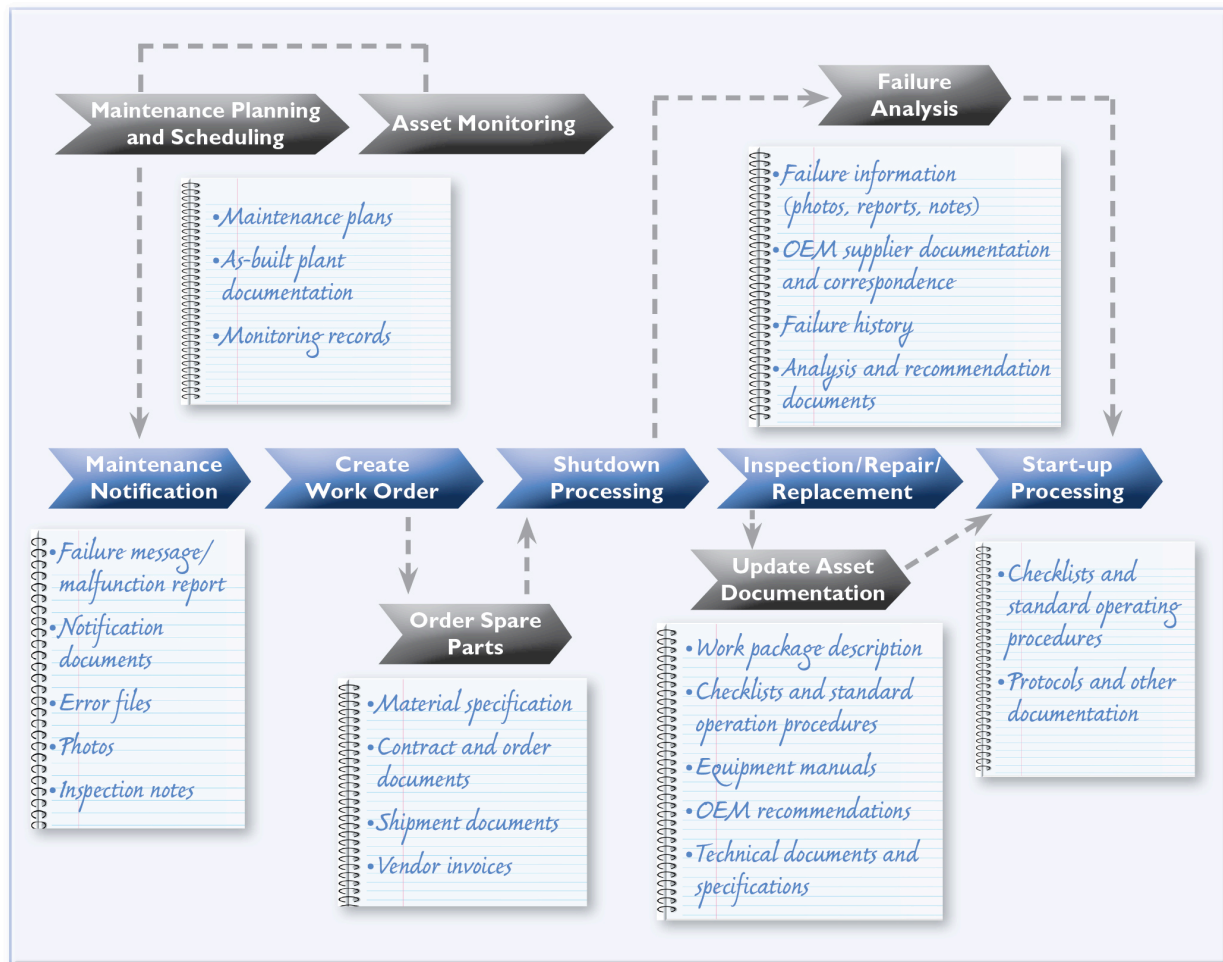 Maintenance Planning
and Scheduling
Asset Monitoring
•Maintenance plans
•As-built plant
documentation
•Monitoring records
Failure
Analysis
•Failure information
(photos, reports, notes)
•OEM supplier documentation
and correspondence
•Failure history
•Analysis and recommendation
documents
Maintenance
Notification
Create
Work Order
Shutdown
Processing
Inspection/Repair/
Replacement
Start-up
Processing
•Failure message/
malfunction report
•Notification
documents
•Error files
•Photos
•Inspection notes
Order Spare
Parts
•Material specification
•Contract and order
documents
•Shipment documents
•Vendor invoices
Update Asset
Documentation
•Work package description
•Checklists and standard
operation procedures
•Equipment manuals
•OEM recommendations
•Technical documents and
specifications
•Checklists and
standard operating
procedures
•Protocols and other
documentation